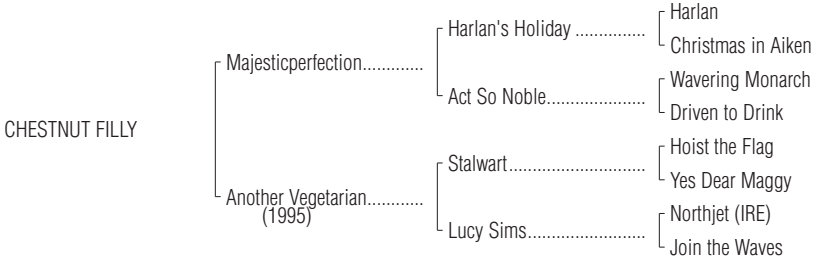 Harlan
Harlan's Holiday ...............
Christmas in Aiken
Majesticperfection.............
Wavering Monarch
Act So Noble.....................
Driven to Drink
CHESTNUT FILLY
Hoist the Flag
Stalwart.............................
Yes Dear Maggy
Another Vegetarian............
(1995)
Northjet (IRE)
Lucy Sims.........................
Join the Waves